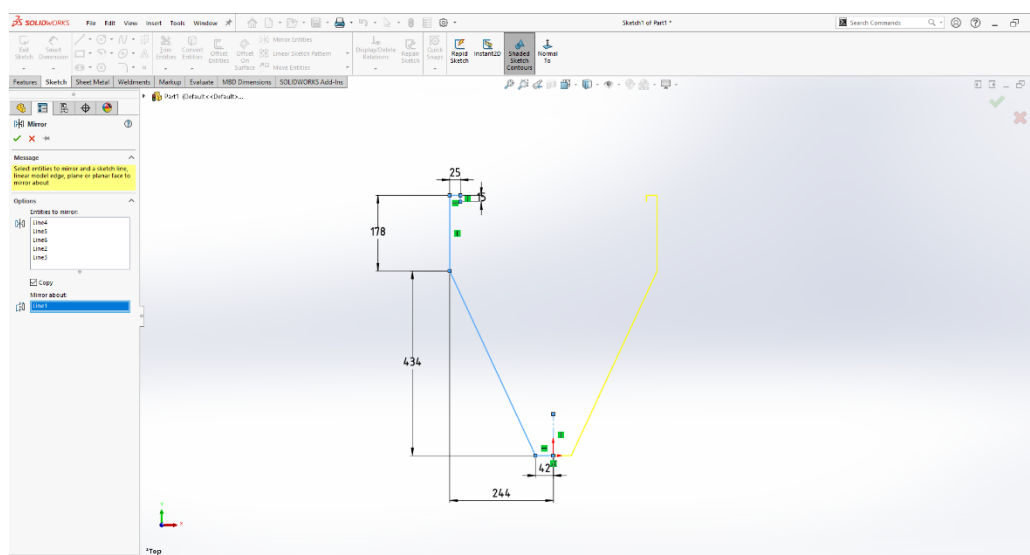 SOLIDWORKS File Edit View Insert Tools Window Sketch1 of Part1 * Search Commands
Exit Sketch Smart Dimension Trim Entities Convert Entities Offset Entities Offset On Surface Mirror Entities Linear Sketch Pattern Move Entities Display/Delete Relations Repair Sketch Quick Snaps Rapid Sketch Instant2D Shaded Sketch Contours Normal To
Features Sketch Sheet Metal Weldments Markup Evaluate MBD Dimensions SOLIDWORKS Add-Ins
Part1 (Default<<Default>...
Mirror
Message
Select entities to mirror and a sketch line, linear model edge, plane or planar face to mirror about
Options
Entities to mirror:
Line4
Line5
Line6
Line2
Line3
Copy
Mirror about:
Line1
25
15
178
434
42
244
*Top